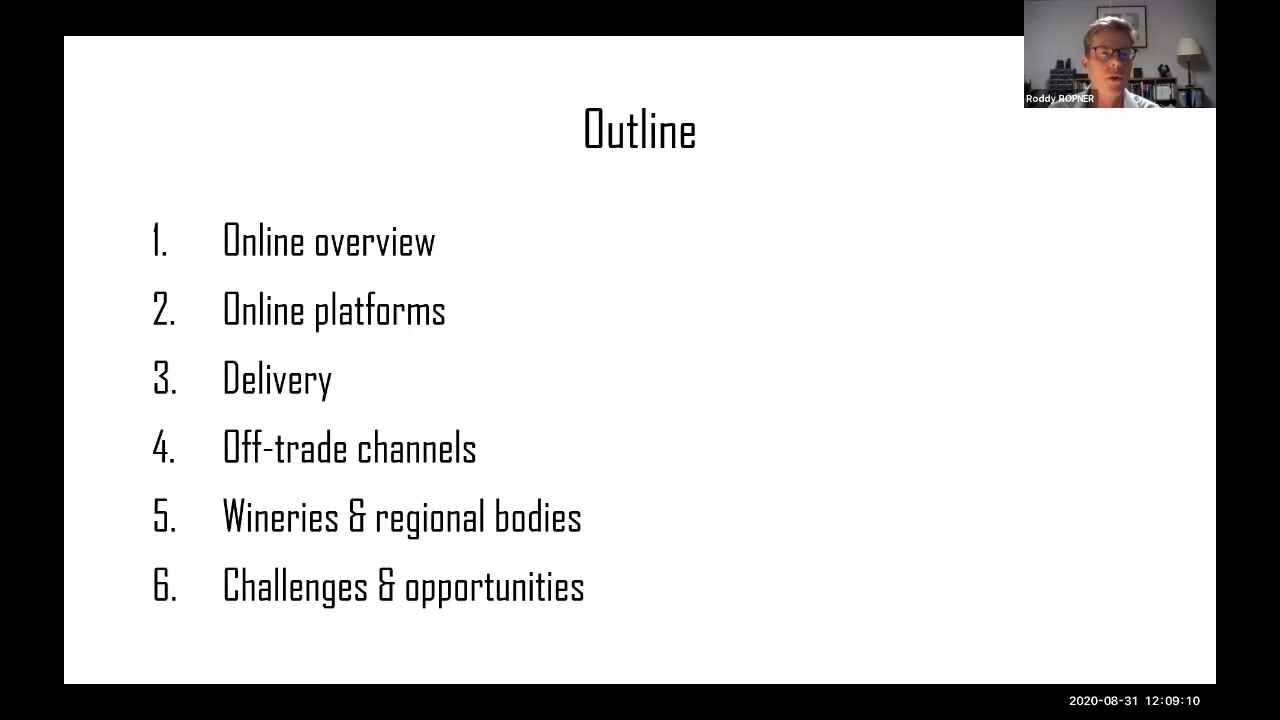 Roddy ROPNER
Outline
1. Online overview
2. Online platforms
3. Delivery
4. Off-trade channels
5. Wineries & regional bodies
6. Challenges & opportunities
2020-08-31 12:09:10